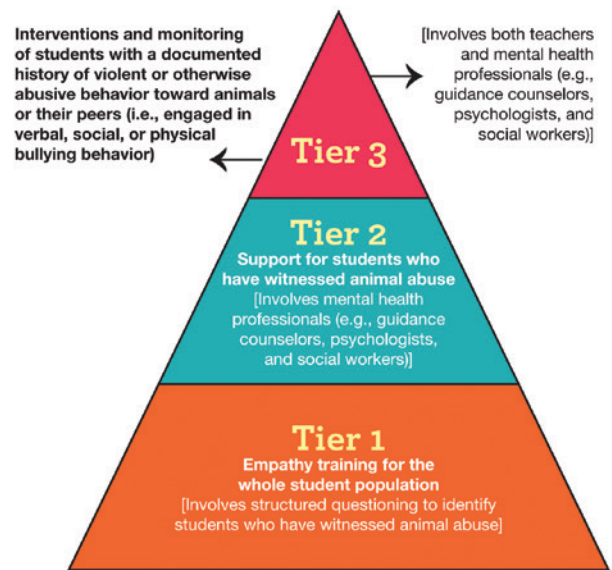 Interventions and monitoring
of students with a documented
history of violent or otherwise
abusive behavior toward animals
or their peers (i.e., engaged in
verbal, social, or physical
bullying behavior)
[Involves both teachers
and mental health
professionals (e.g.,
guidance counselors,
psychologists, and
social workers)]
Tier 3
Tier 2
Support for students who
have witnessed animal abuse
[Involves mental health
professionals (e.g., guidance
counselors, psychologists,
and social workers)]
Tier 1
Empathy training for the
whole student population
[Involves structured questioning to identify
students who have witnessed animal abuse]